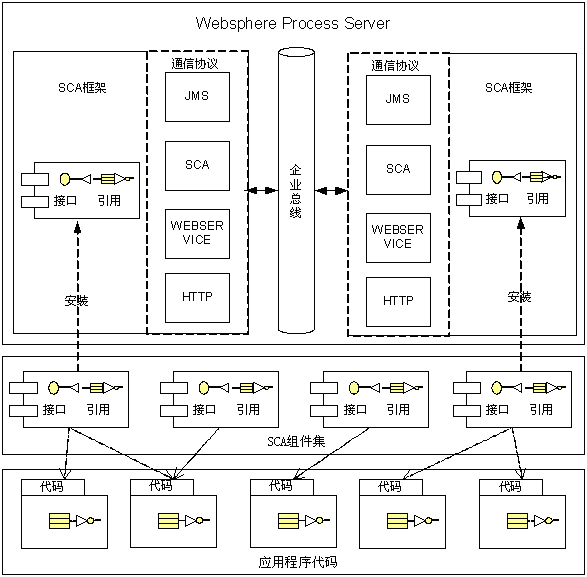 Websphere Process Server
SCA框架
通信协议
JMS
SCA
WEBSER
VICE
HTTP
接口 引用
安装
企业总线
通信协议
JMS
SCA
WEBSER
VICE
HTTP
SCA框架
接口 引用
安装
接口 引用
接口 引用
接口 引用
接口 引用
SCA组件集
代码
代码
代码
代码
代码
应用程序代码